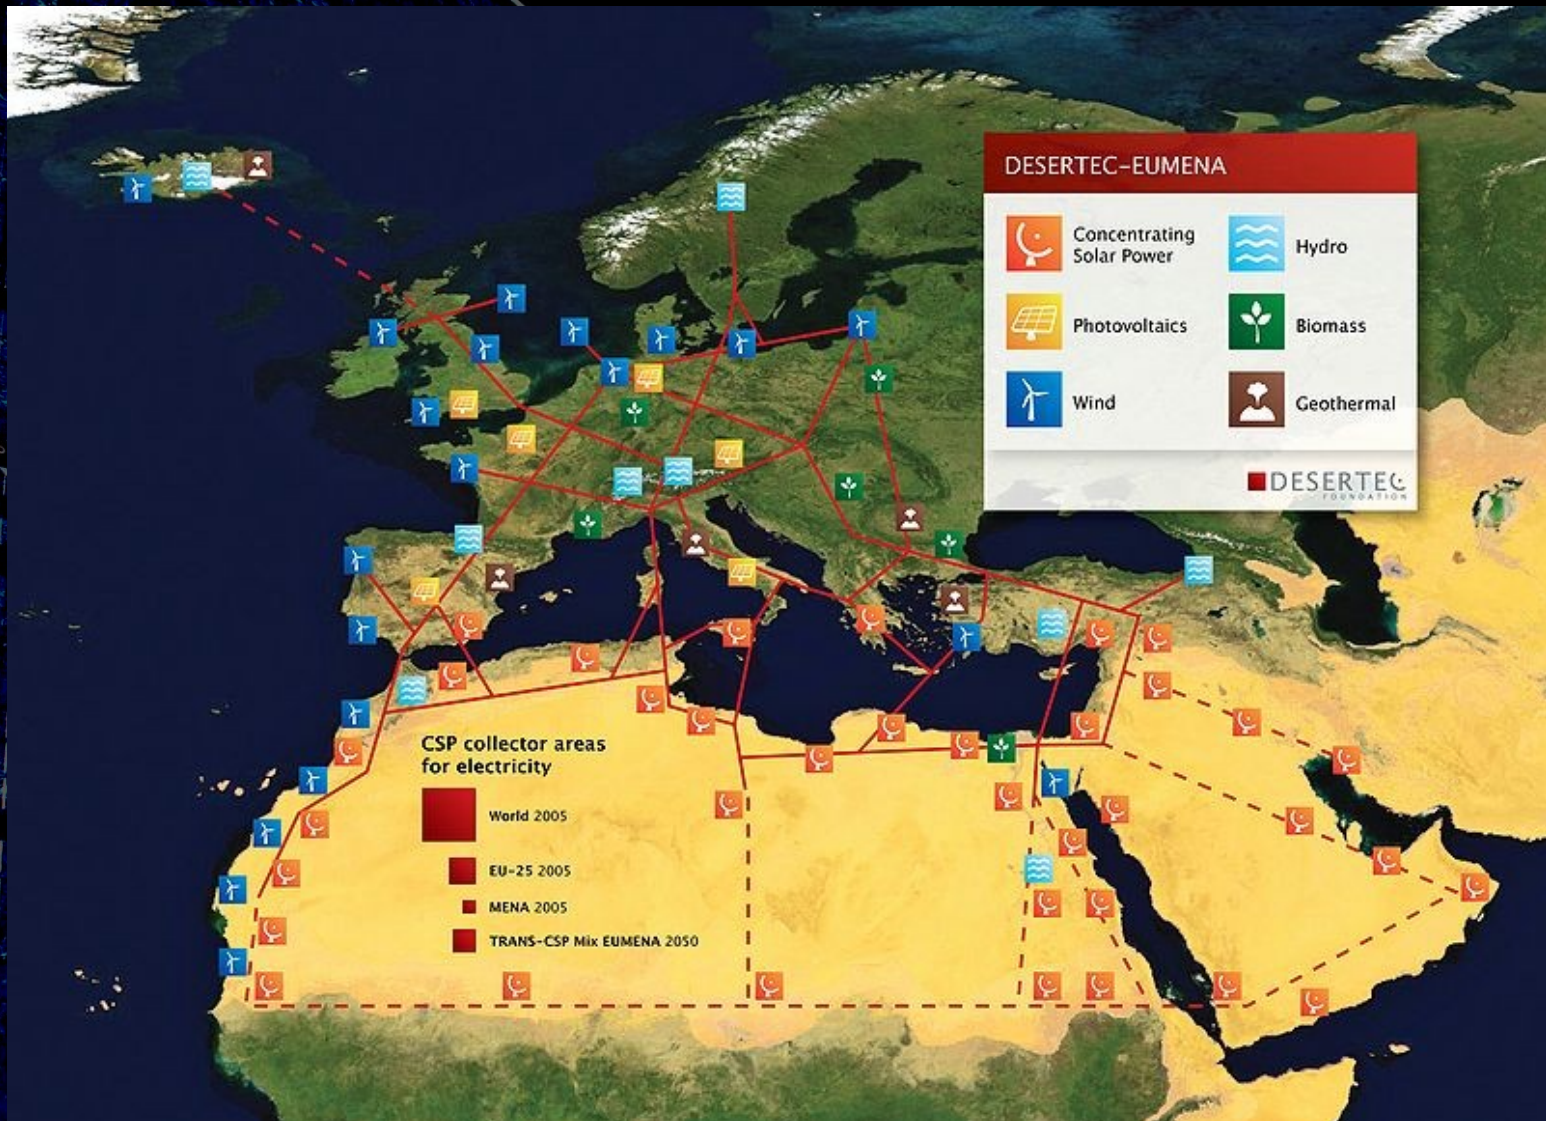 DESERTEC-EUMENA
Concentrating
Solar Power
Hydro
Photovoltaics
Biomass
Wind
Geothermal
DESERTEC
FOUNDATION
CSP collector areas
for electricity
World 2005
EU-25 2005
MENA 2005
TRANS-CSP Mix EUMENA 2050